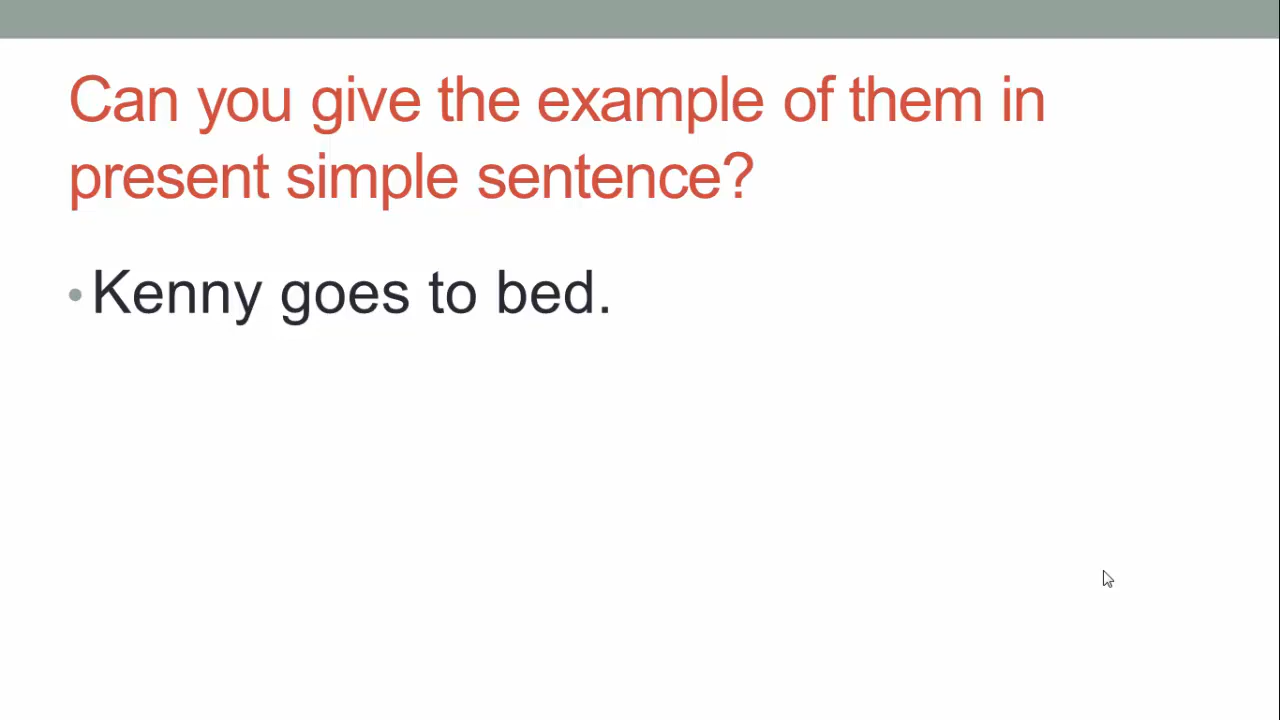 Can you give the example of them in
present simple sentence?
• Kenny goes to bed.